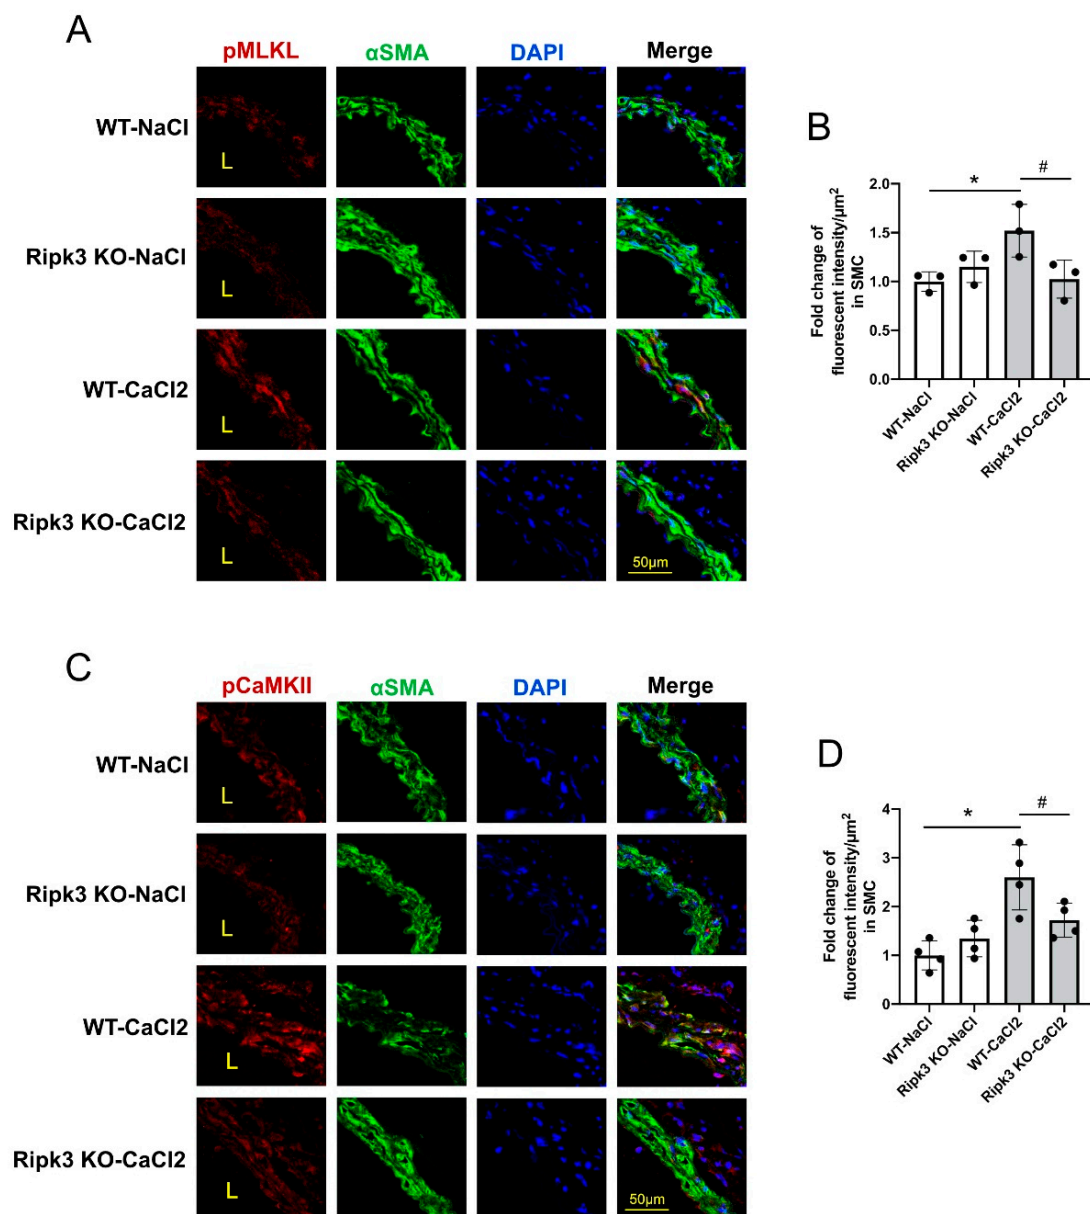 A
pMLKL αSMA DAPI Merge
WT-NaCl
L
Ripk3 KO-NaCl
L
WT-CaCl2
L
Ripk3 KO-CaCl2
L
50μm
B
* #
Fold change of
fluorescent intensity/μm²
in SMC
2.0
1.5
1.0
0.5
0.0
WT-NaCl
Ripk3 KO-NaCl
WT-CaCl2
Ripk3 KO-CaCl2
C
pCaMKII αSMA DAPI Merge
WT-NaCl
L
Ripk3 KO-NaCl
L
WT-CaCl2
L
Ripk3 KO-CaCl2
L
50μm
D
* #
Fold change of
fluorescent intensity/μm²
in SMC
4
3
2
1
0
WT-NaCl
Ripk3 KO-NaCl
WT-CaCl2
Ripk3 KO-CaCl2